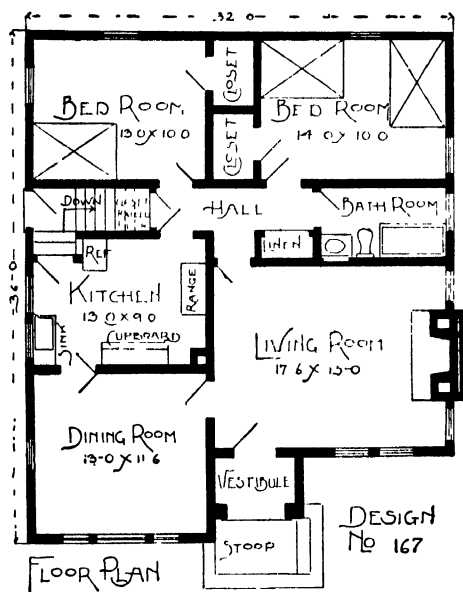 32 0
36-0
BED ROOM
13 0 X 10 0
CLOSET
CLOSET
BED ROOM
14 0 X 10 0
DOWN
HALL
BATH ROOM
LINEN
REF
KITCHEN
13 0 X 9 0
RANGE
SINK
CUPBOARD
LIVING ROOM
17 6 X 13-0
DINING ROOM
13-0 X 11 6
VESTIBULE
STOOP
DESIGN
No 167
FLOOR PLAN